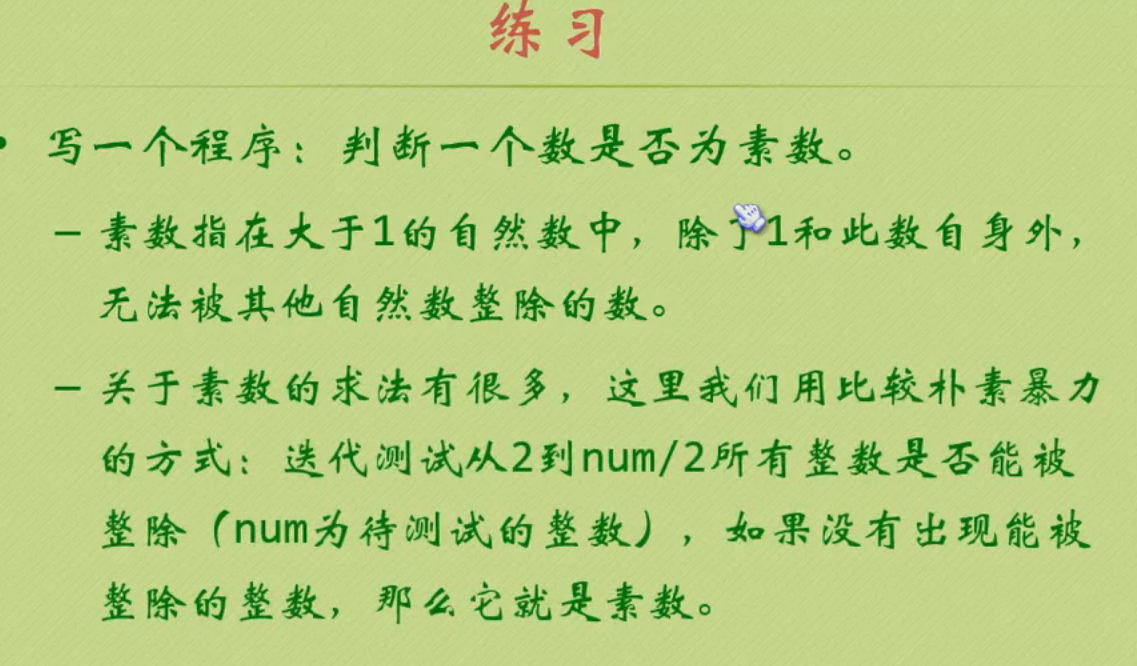 练习
• 写一个程序：判断一个数是否为素数。
– 素数指在大于1的自然数中，除了1和此数自身外，
无法被其他自然数整除的数。
– 关于素数的求法有很多，这里我们用比较朴素暴力
的方式：迭代测试从2到num/2所有整数是否能被
整除（num为待测试的整数），如果没有出现能被
整除的整数，那么它就是素数。